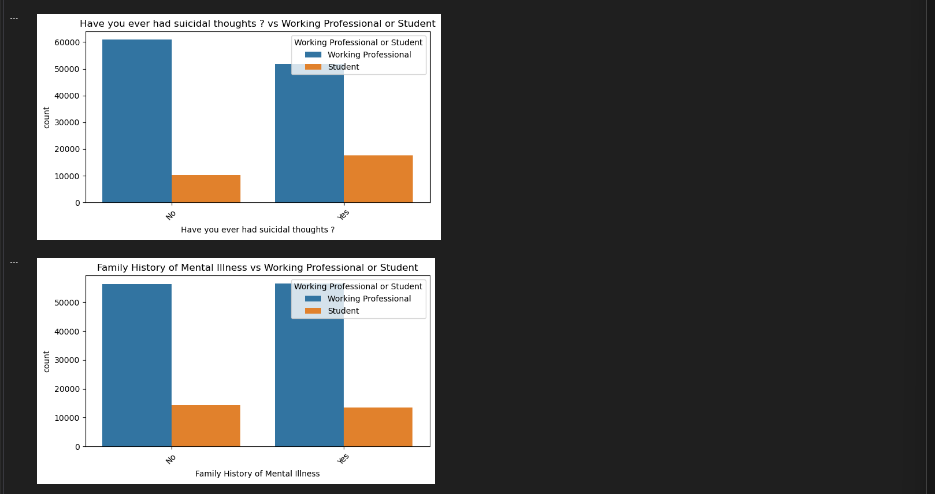 ...
Have you ever had suicidal thoughts ? vs Working Professional or Student
Working Professional or Student
Working Professional
Student
60000
50000
40000
30000
20000
10000
0
count
No
Yes
Have you ever had suicidal thoughts ?
...
Family History of Mental Illness vs Working Professional or Student
Working Professional or Student
Working Professional
Student
50000
40000
30000
20000
10000
0
count
No
Yes
Family History of Mental Illness